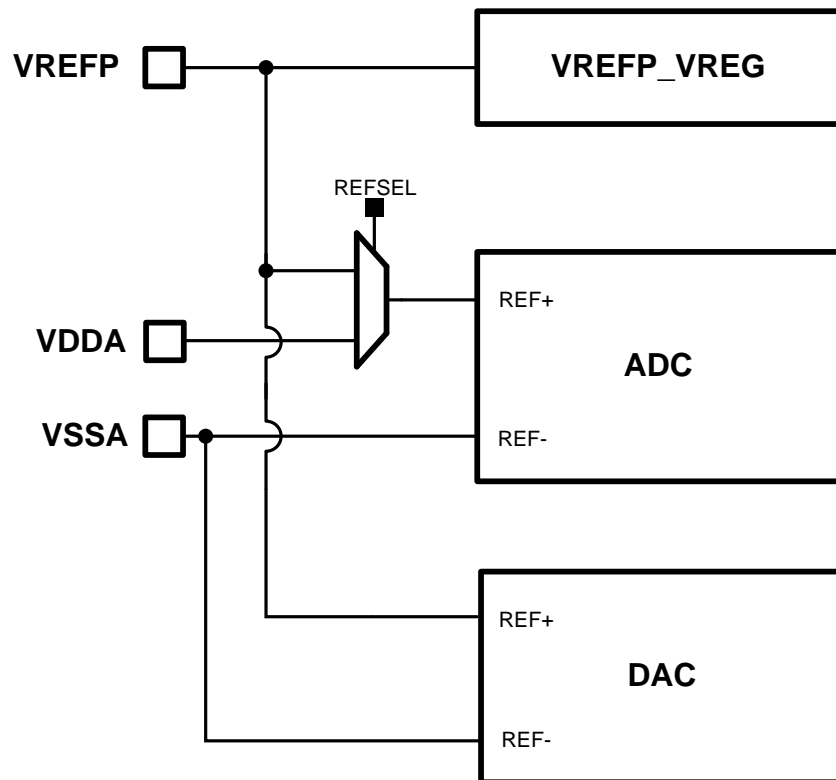 VREFP
VREFP_VREG
REFSEL
REF+
VDDA
ADC
VSSA
REF-
REF+
DAC
REF-